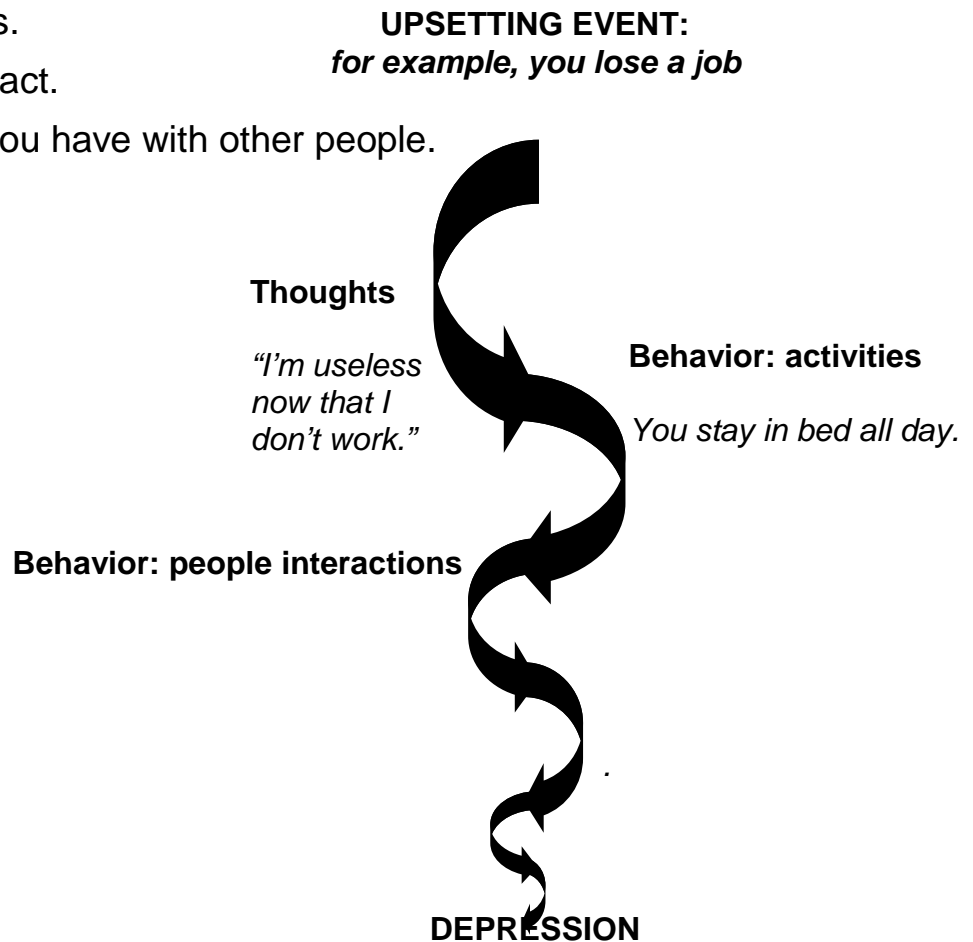 s.
act.
ou have with other people.
UPSETTING EVENT:
for example, you lose a job
Thoughts
“I’m useless
now that I
don’t work.”
Behavior: activities
You stay in bed all day.
Behavior: people interactions
.
DEPRESSION